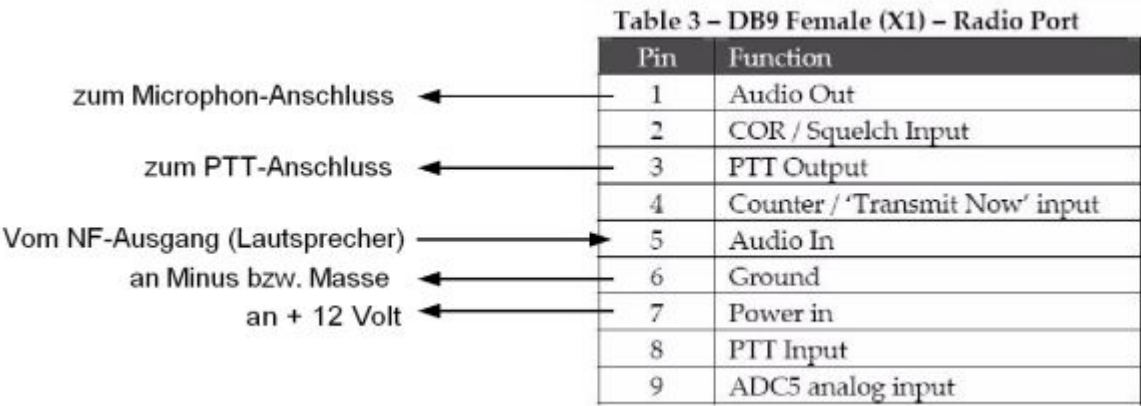 Table 3 – DB9 Female (X1) – Radio Port
Pin Function
zum Microphon-Anschluss 1 Audio Out
2 COR / Squelch Input
zum PTT-Anschluss 3 PTT Output
4 Counter / 'Transmit Now' input
Vom NF-Ausgang (Lautsprecher) 5 Audio In
an Minus bzw. Masse 6 Ground
an + 12 Volt 7 Power in
8 PTT Input
9 ADC5 analog input